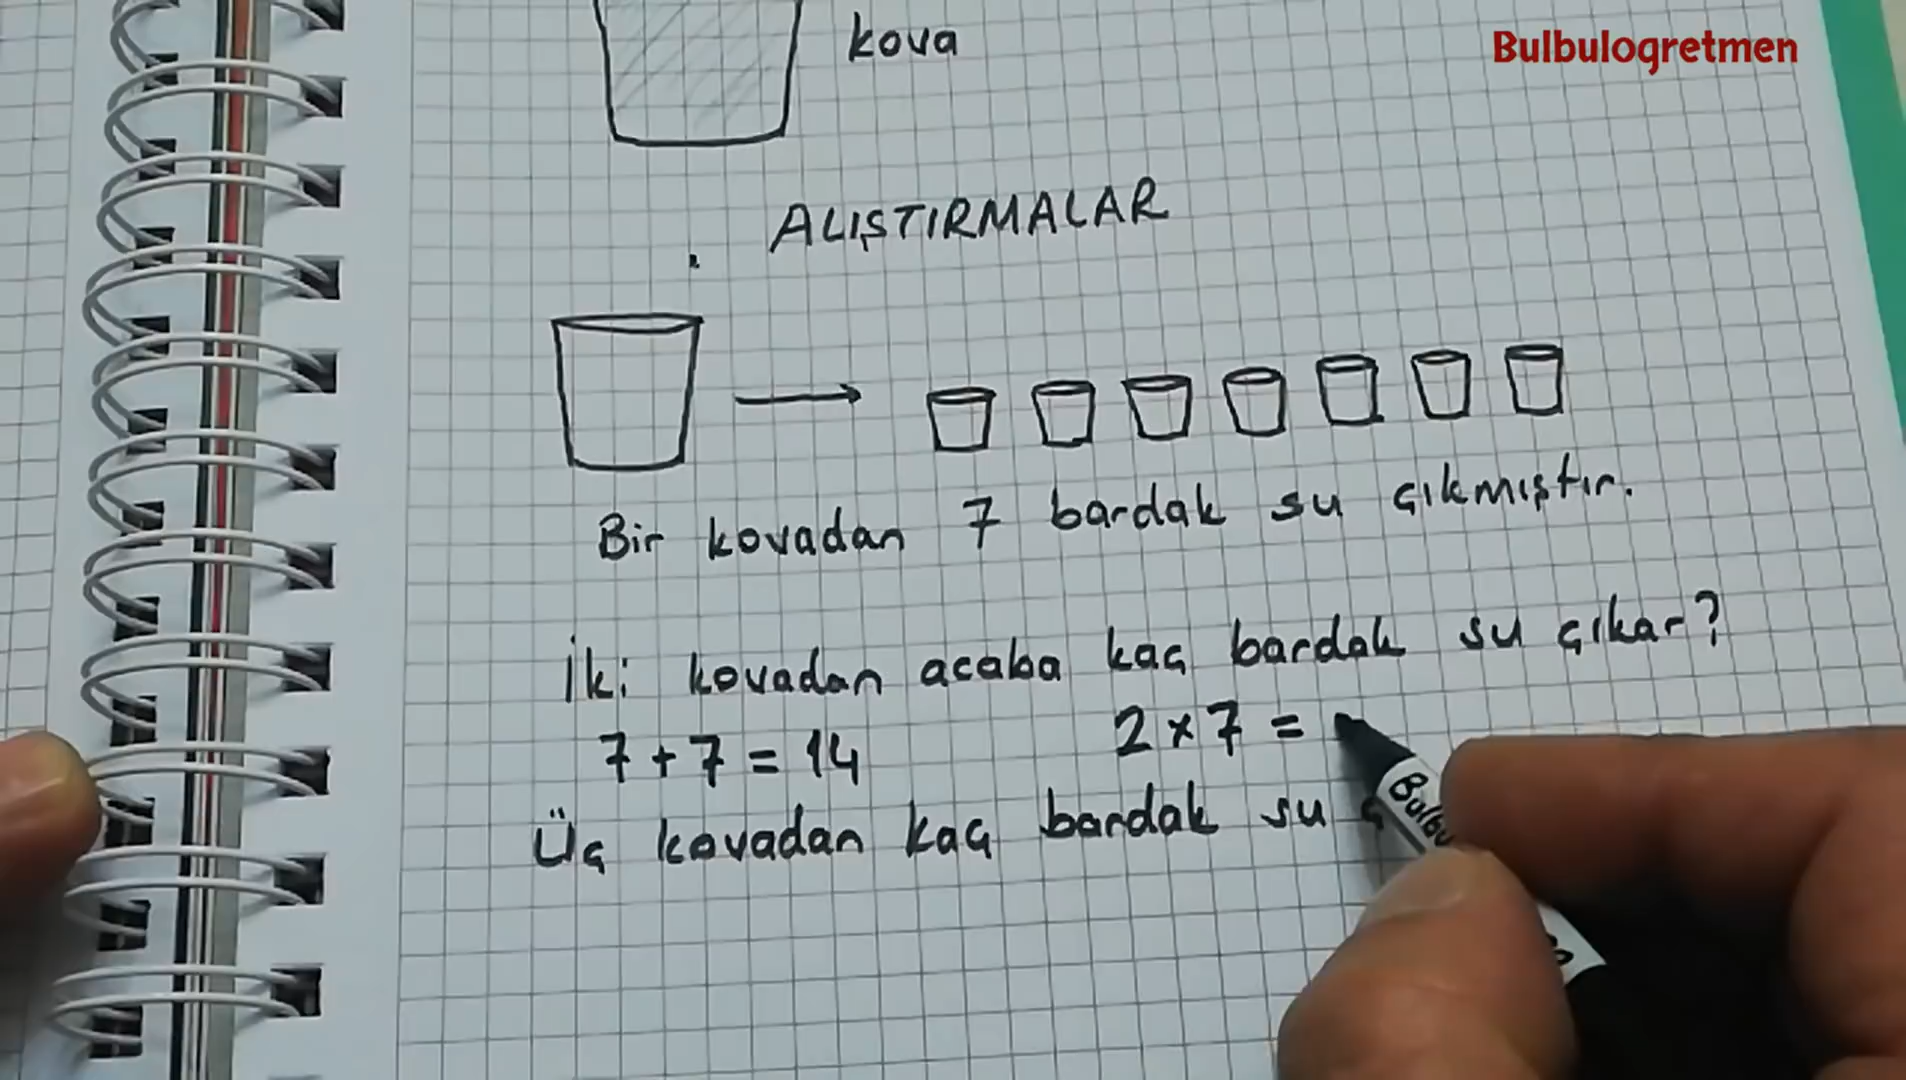 kova
Bulbulogretmen
ALIŞTIRMALAR
Bir kovadan 7 bardak su çıkmıştır.
İki kovadan acaba kaç bardak su çıkar?
7 + 7 = 14
2 x 7 =
Üç kovadan kaç bardak su
Bulbu